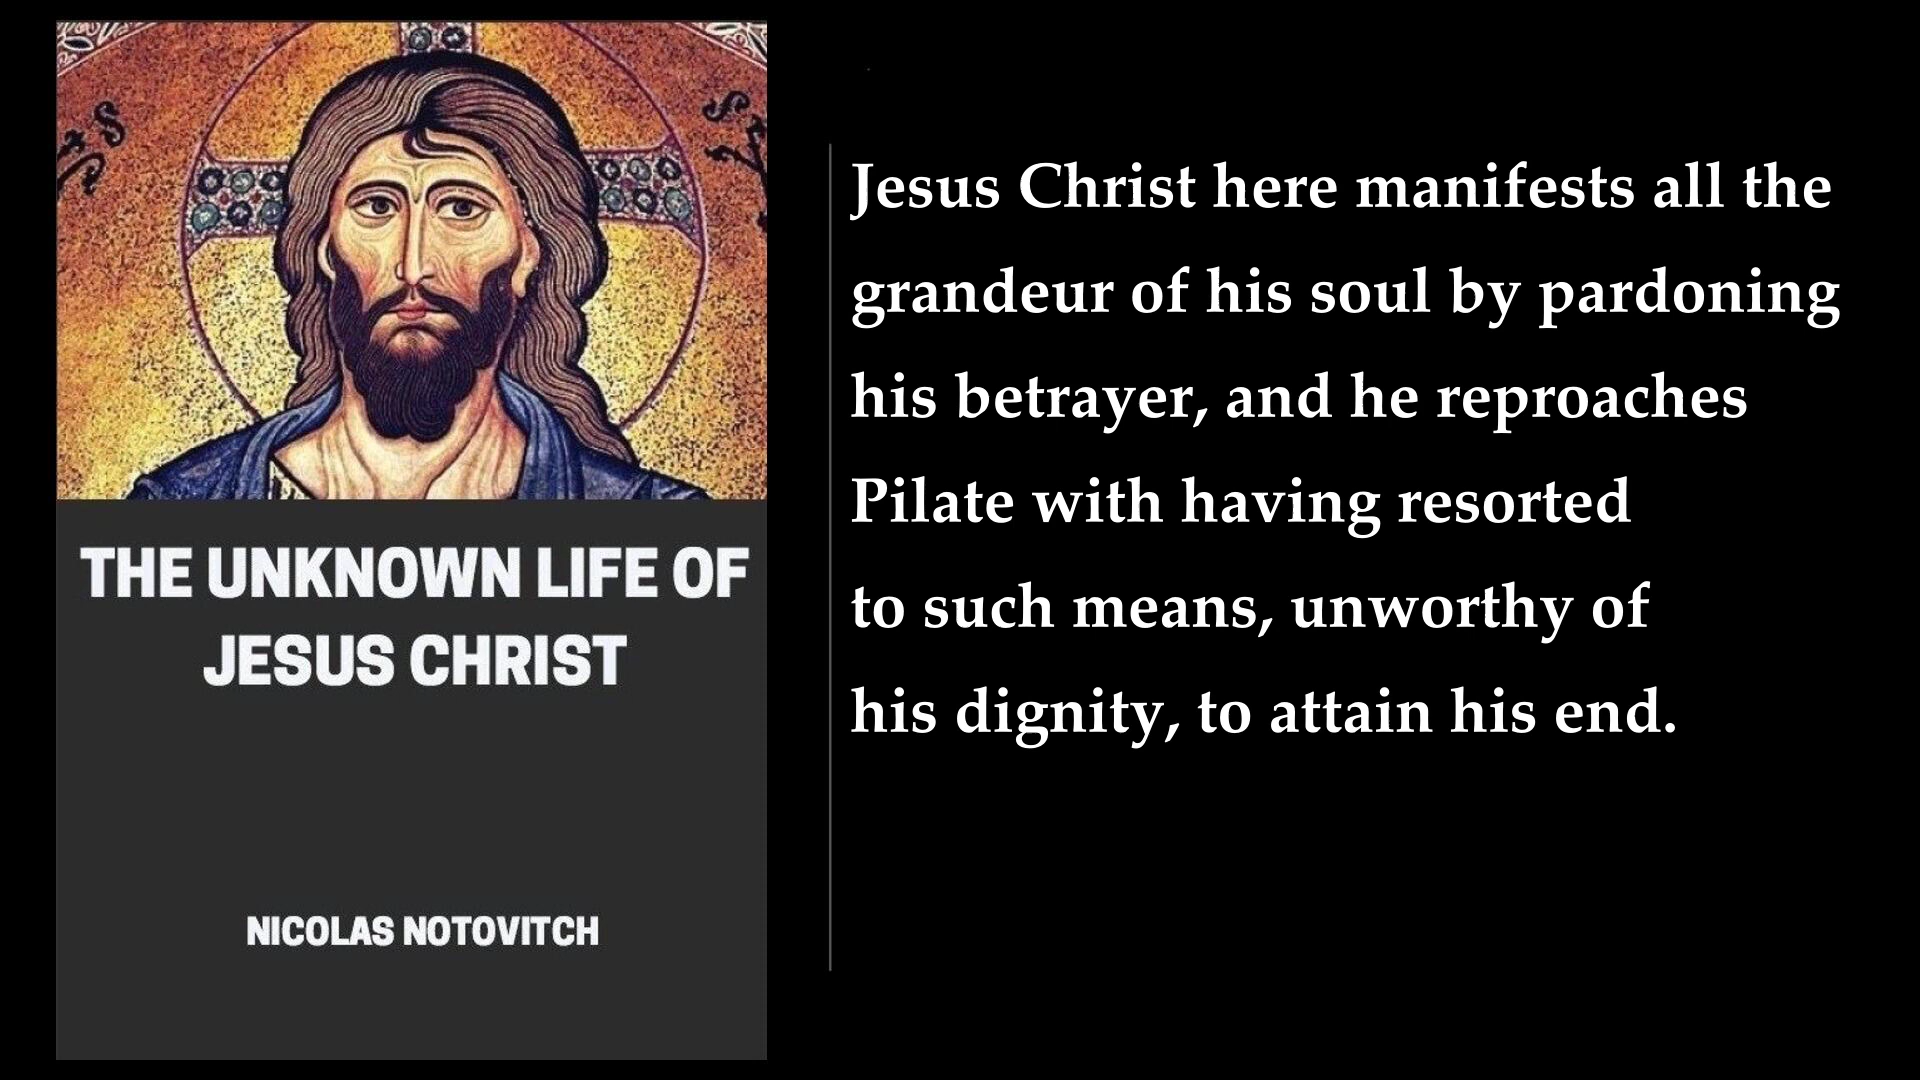 THE UNKNOWN LIFE OF
JESUS CHRIST
NICOLAS NOTOVITCH
Jesus Christ here manifests all the
grandeur of his soul by pardoning
his betrayer, and he reproaches
Pilate with having resorted
to such means, unworthy of
his dignity, to attain his end.